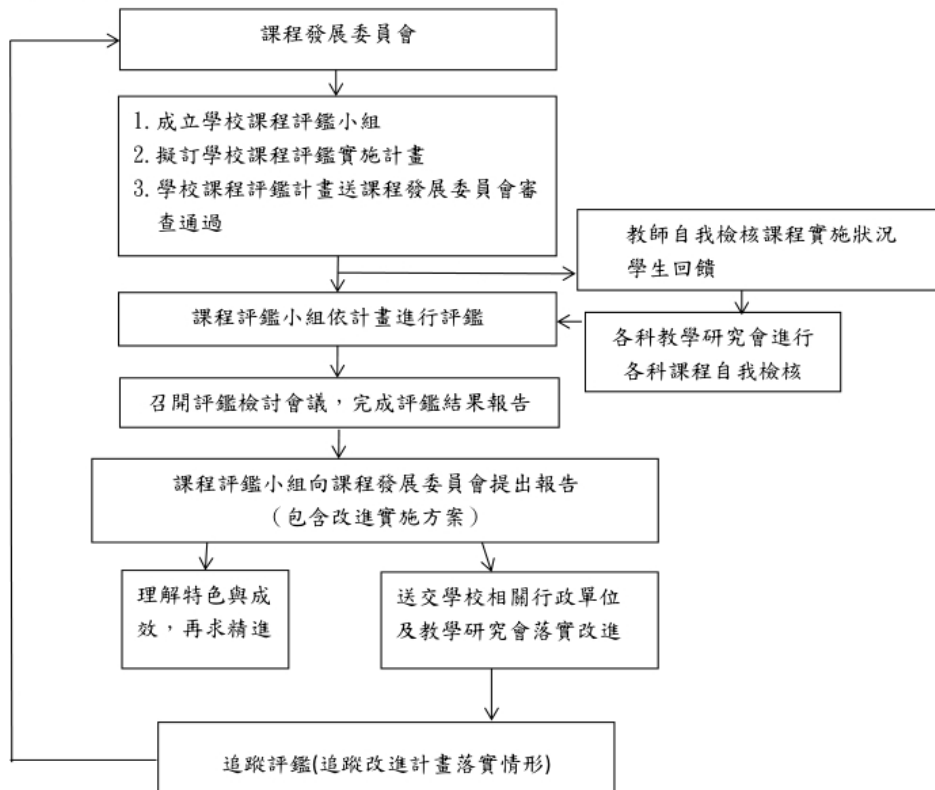 課程發展委員會
1. 成立學校課程評鑑小組
2. 擬訂學校課程評鑑實施計畫
3. 學校課程評鑑計畫送課程發展委員會審
查通過
教師自我檢核課程實施狀況
學生回饋
課程評鑑小組依計畫進行評鑑
各科教學研究會進行
各科課程自我檢核
召開評鑑檢討會議，完成評鑑結果報告
課程評鑑小組向課程發展委員會提出報告
（包含改進實施方案）
理解特色與成
效，再求精進
送交學校相關行政單位
及教學研究會落實改進
追蹤評鑑(追蹤改進計畫落實情形)